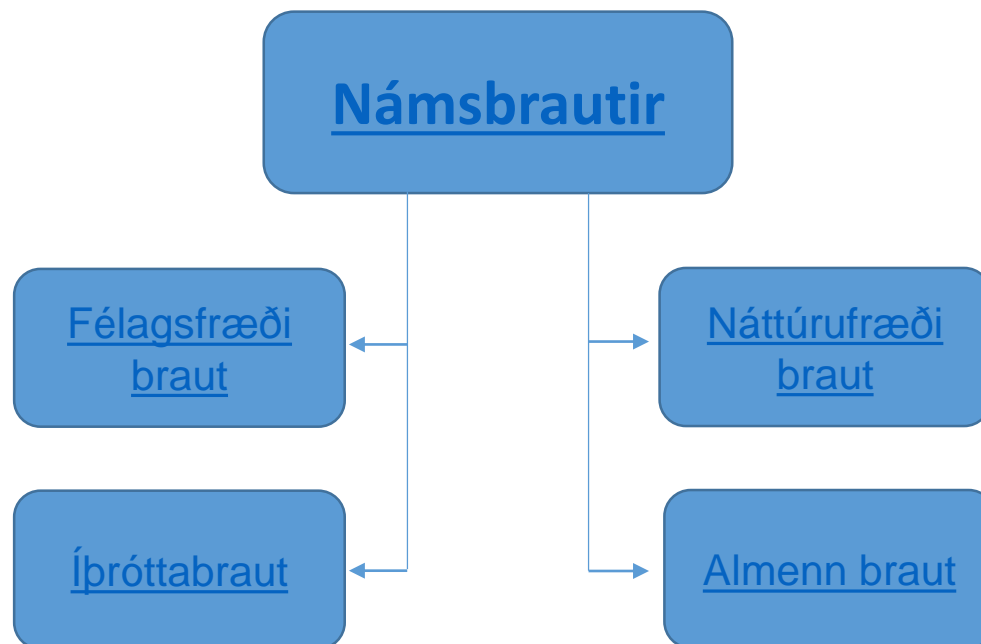 Námsbrautir
Félagsfræði
braut
Náttúrufræði
braut
Íþróttabraut
Almenn braut